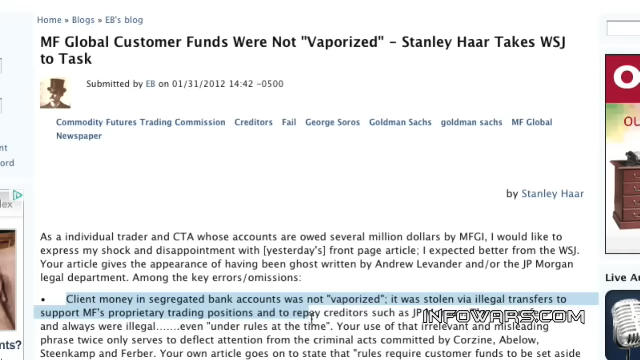 Home » Blogs » EB's blog
MF Global Customer Funds Were Not "Vaporized" - Stanley Haar Takes WSJ
to Task
Submitted by EB on 01/31/2012 14:42 -0500
Commodity Futures Trading Commission Creditors Fail George Soros Goldman Sachs goldman sachs MF Global
Newspaper
nt
ord
dex
by Stanley Haar
As a individual trader and CTA whose accounts are owed several million dollars by MFGI, I would like to
express my shock and disappointment with [yesterday's] front page article; I expected better from the WSJ.
Your article gives the appearance of having been ghost written by Andrew Levander and/or the JP Morgan
legal department. Among the key errors/omissions:
• Client money in segregated bank accounts was not "vaporized"; it was stolen via illegal transfers to
support MF's proprietary trading positions and to repay creditors such as JP
and always were illegal…….even "under rules at the time". Your use of that irrelevant and misleading
phrase twice only serves to deflect attention from the criminal acts committed by Corzine, Abelow,
Steenkamp and Ferber. Your own article goes on to state that "rules require customer funds to be set aside
nts?
O
OU
Live Au
INFOWARS.COM